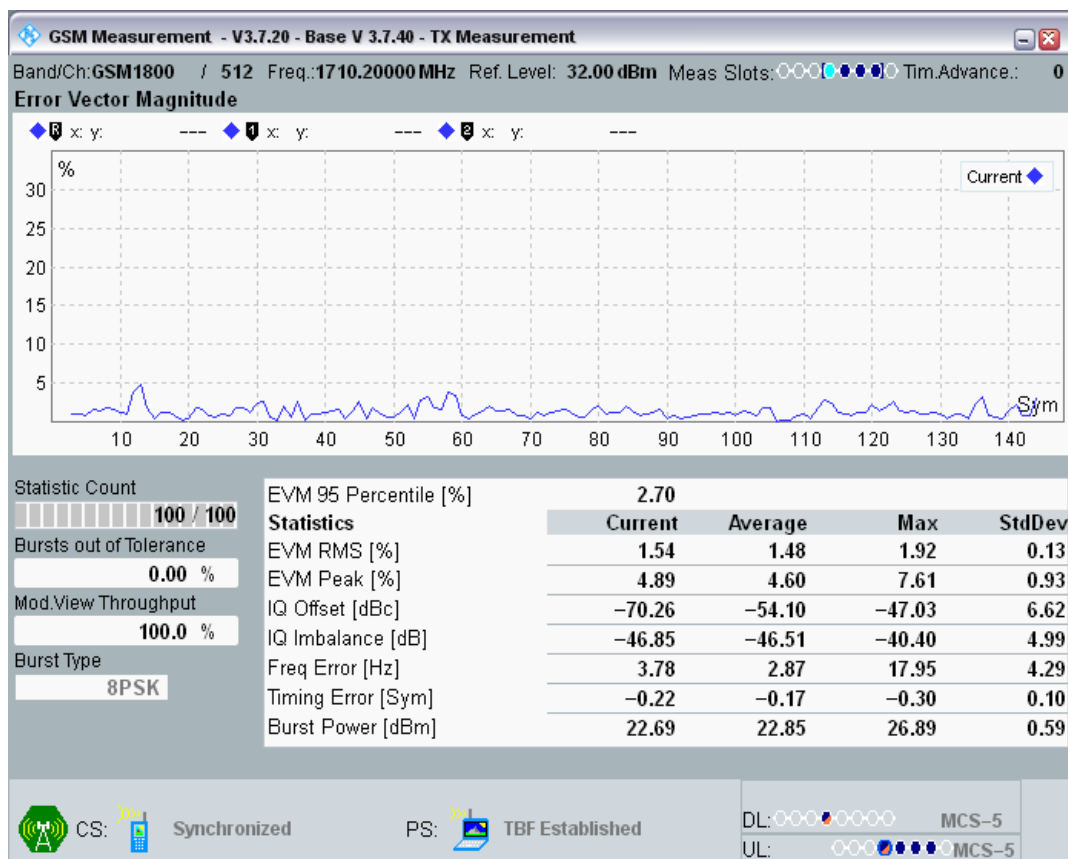 GSM Measurement - V3.7.20 - Base V 3.7.40 - TX Measurement
Band/Ch:GSM1800 / 512 Freq.:1710.20000 MHz Ref. Level: 32.00 dBm Meas Slots: Tim.Advance.: 0
Error Vector Magnitude
R x: y: --- 1 x: y: --- 2 x: y: ---
%
Current
30
25
20
15
10
5
Sym
10 20 30 40 50 60 70 80 90 100 110 120 130 140
Statistic Count
100 / 100
Bursts out of Tolerance
0.00 %
Mod.View Throughput
100.0 %
Burst Type
8PSK
EVM 95 Percentile [%] 2.70
Statistics Current Average Max StdDev
EVM RMS [%] 1.54 1.48 1.92 0.13
EVM Peak [%] 4.89 4.60 7.61 0.93
IQ Offset [dBc] −70.26 −54.10 −47.03 6.62
IQ Imbalance [dB] −46.85 −46.51 −40.40 4.99
Freq Error [Hz] 3.78 2.87 17.95 4.29
Timing Error [Sym] −0.22 −0.17 −0.30 0.10
Burst Power [dBm] 22.69 22.85 26.89 0.59
CS: Synchronized PS: TBF Established
DL: MCS−5
UL: MCS−5